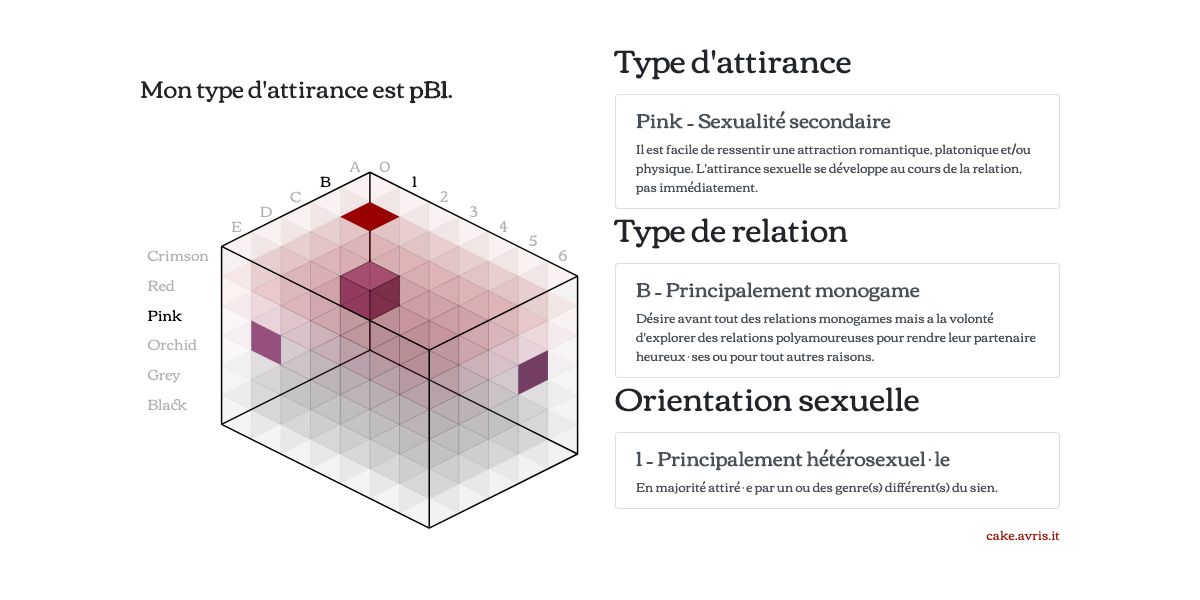 Mon type d'attirance est pB1.
A O
B 1
C 2
D 3
E 4
5
6
Crimson
Red
Pink
Orchid
Grey
Black
Type d'attirance
Pink - Sexualité secondaire
Il est facile de ressentir une attraction romantique, platonique et/ou
physique. L'attirance sexuelle se développe au cours de la relation,
pas immédiatement.
Type de relation
B - Principalement monogame
Désire avant tout des relations monogames mais a la volonté
d'explorer des relations polyamoureuses pour rendre leur partenaire
heureux·ses ou pour tout autres raisons.
Orientation sexuelle
1 - Principalement hétérosexuel·le
En majorité attiré·e par un ou des genre(s) différent(s) du sien.
cake.avris.it